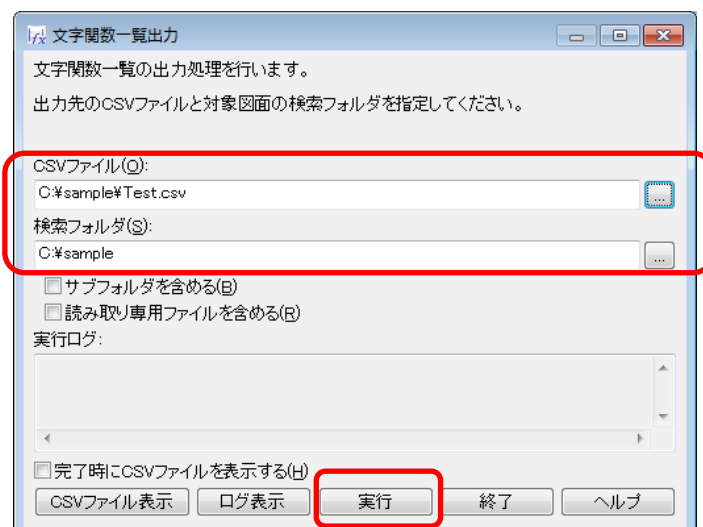 文字関数一覧出力
文字関数一覧の出力処理を行います。
出力先のCSVファイルと対象図面の検索フォルダを指定してください。
CSVファイル(O):
C:¥sample¥Test.csv
...
検索フォルダ(S):
C:¥sample
...
サブフォルダを含める(B)
読み取り専用ファイルを含める(R)
実行ログ:
完了時にCSVファイルを表示する(H)
CSVファイル表示 ログ表示 実行 終了 ヘルプ